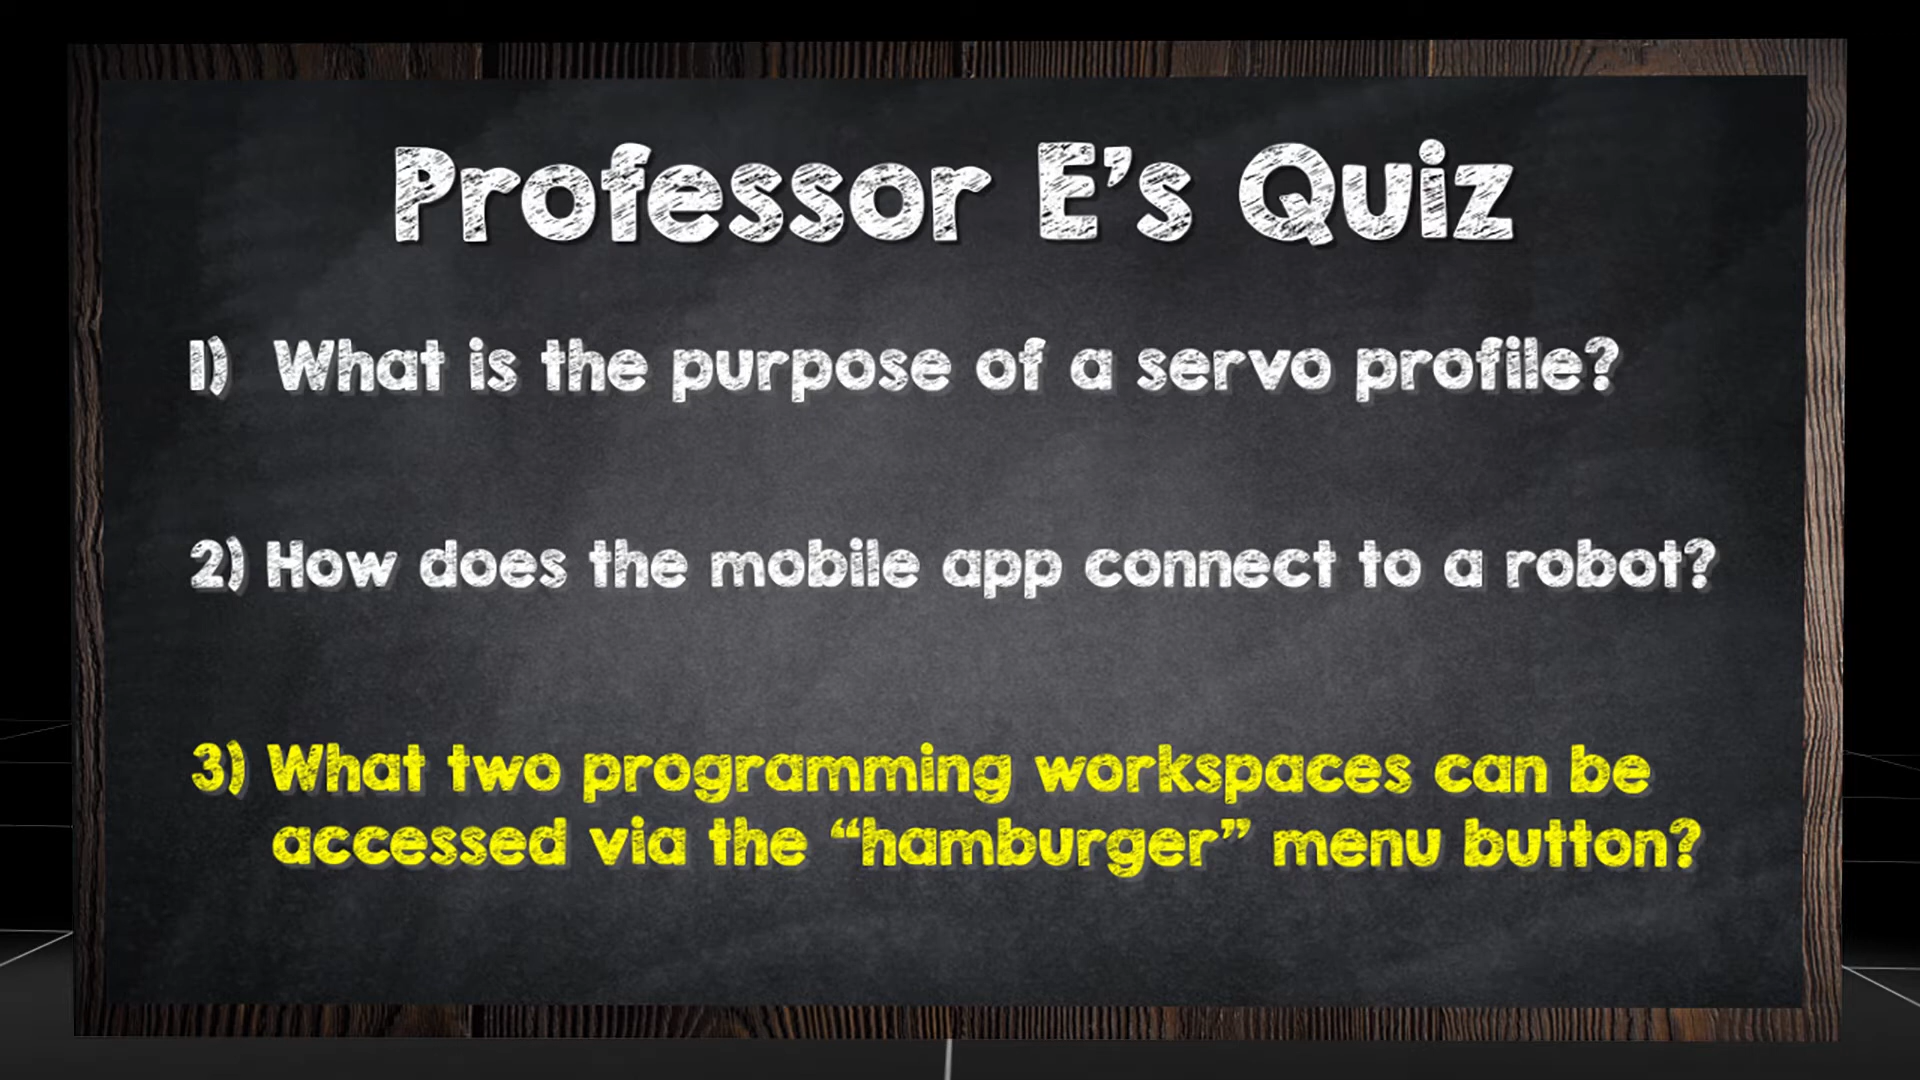 Professor E’s Quiz
1) What is the purpose of a servo profile?
2) How does the mobile app connect to a robot?
3) What two programming workspaces can be
accessed via the “hamburger” menu button?